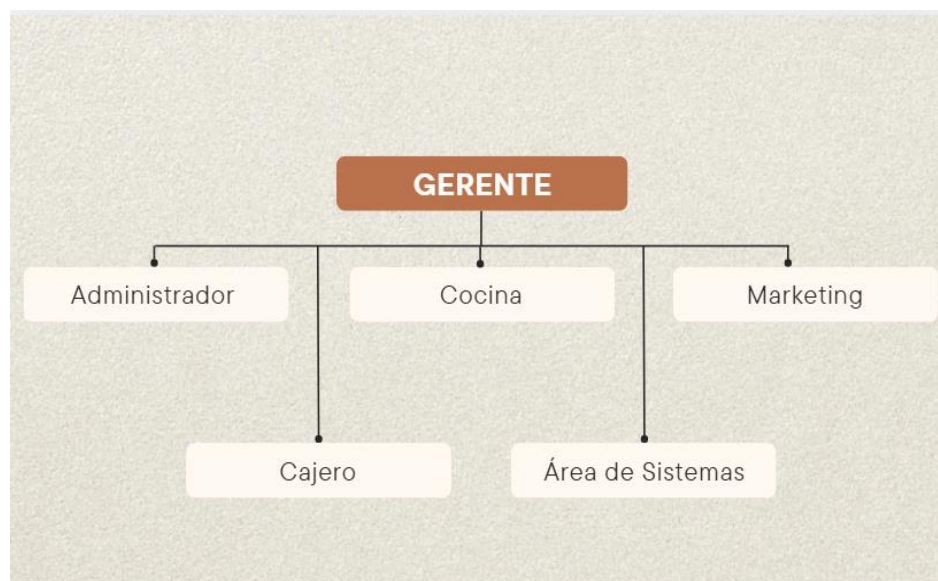 GERENTE
Administrador
Cocina
Marketing
Cajero
Área de Sistemas